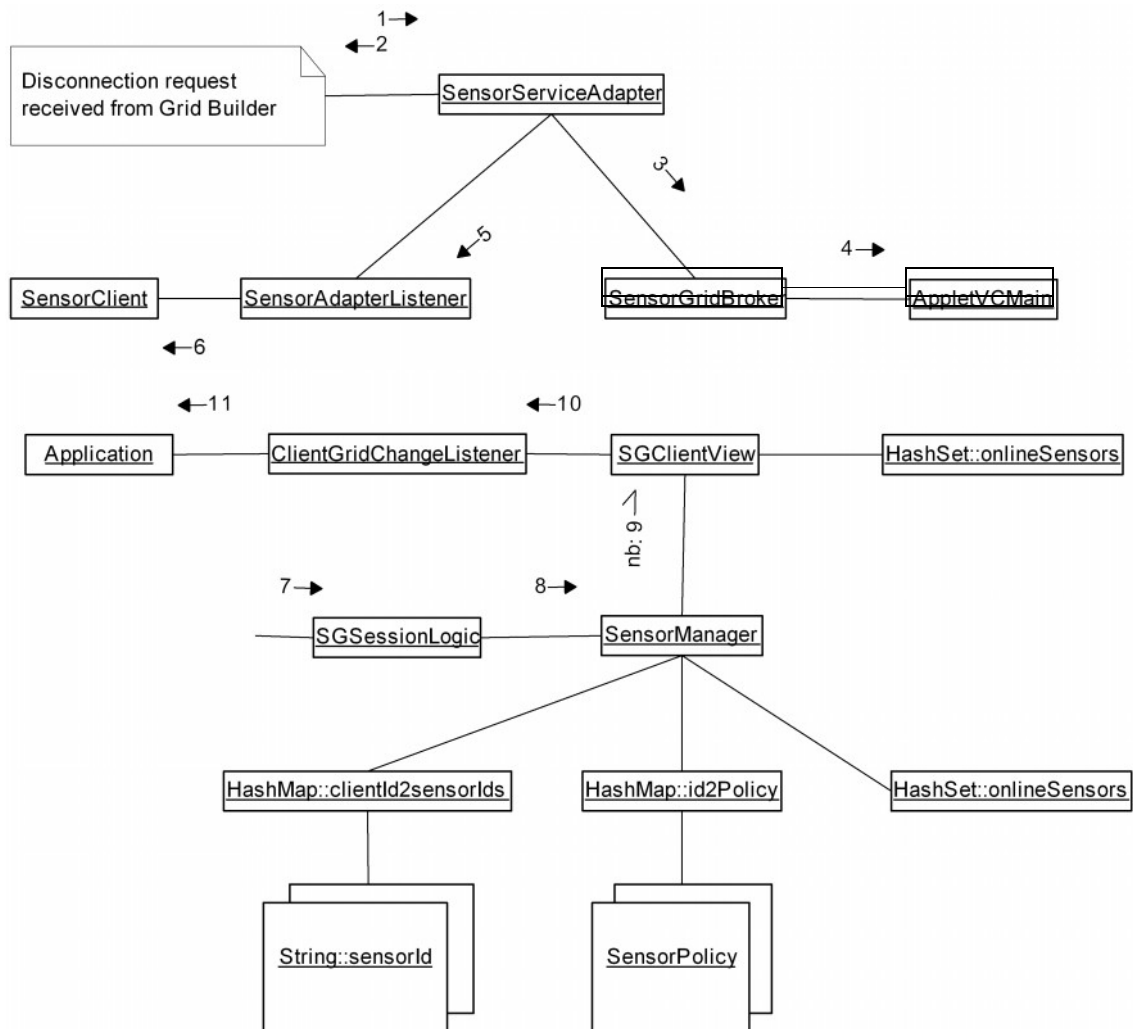 1
2
Disconnection request
received from Grid Builder
SensorServiceAdapter
3
5
4
SensorClient
SensorAdapterListener
SensorGridBroker
AppletVCMain
6
11
10
Application
ClientGridChangeListener
SGClientView
HashSet::onlineSensors
nb: 9
7
8
SGSessionLogic
SensorManager
HashMap::clientId2sensorIds
HashMap::id2Policy
HashSet::onlineSensors
String::sensorId
SensorPolicy